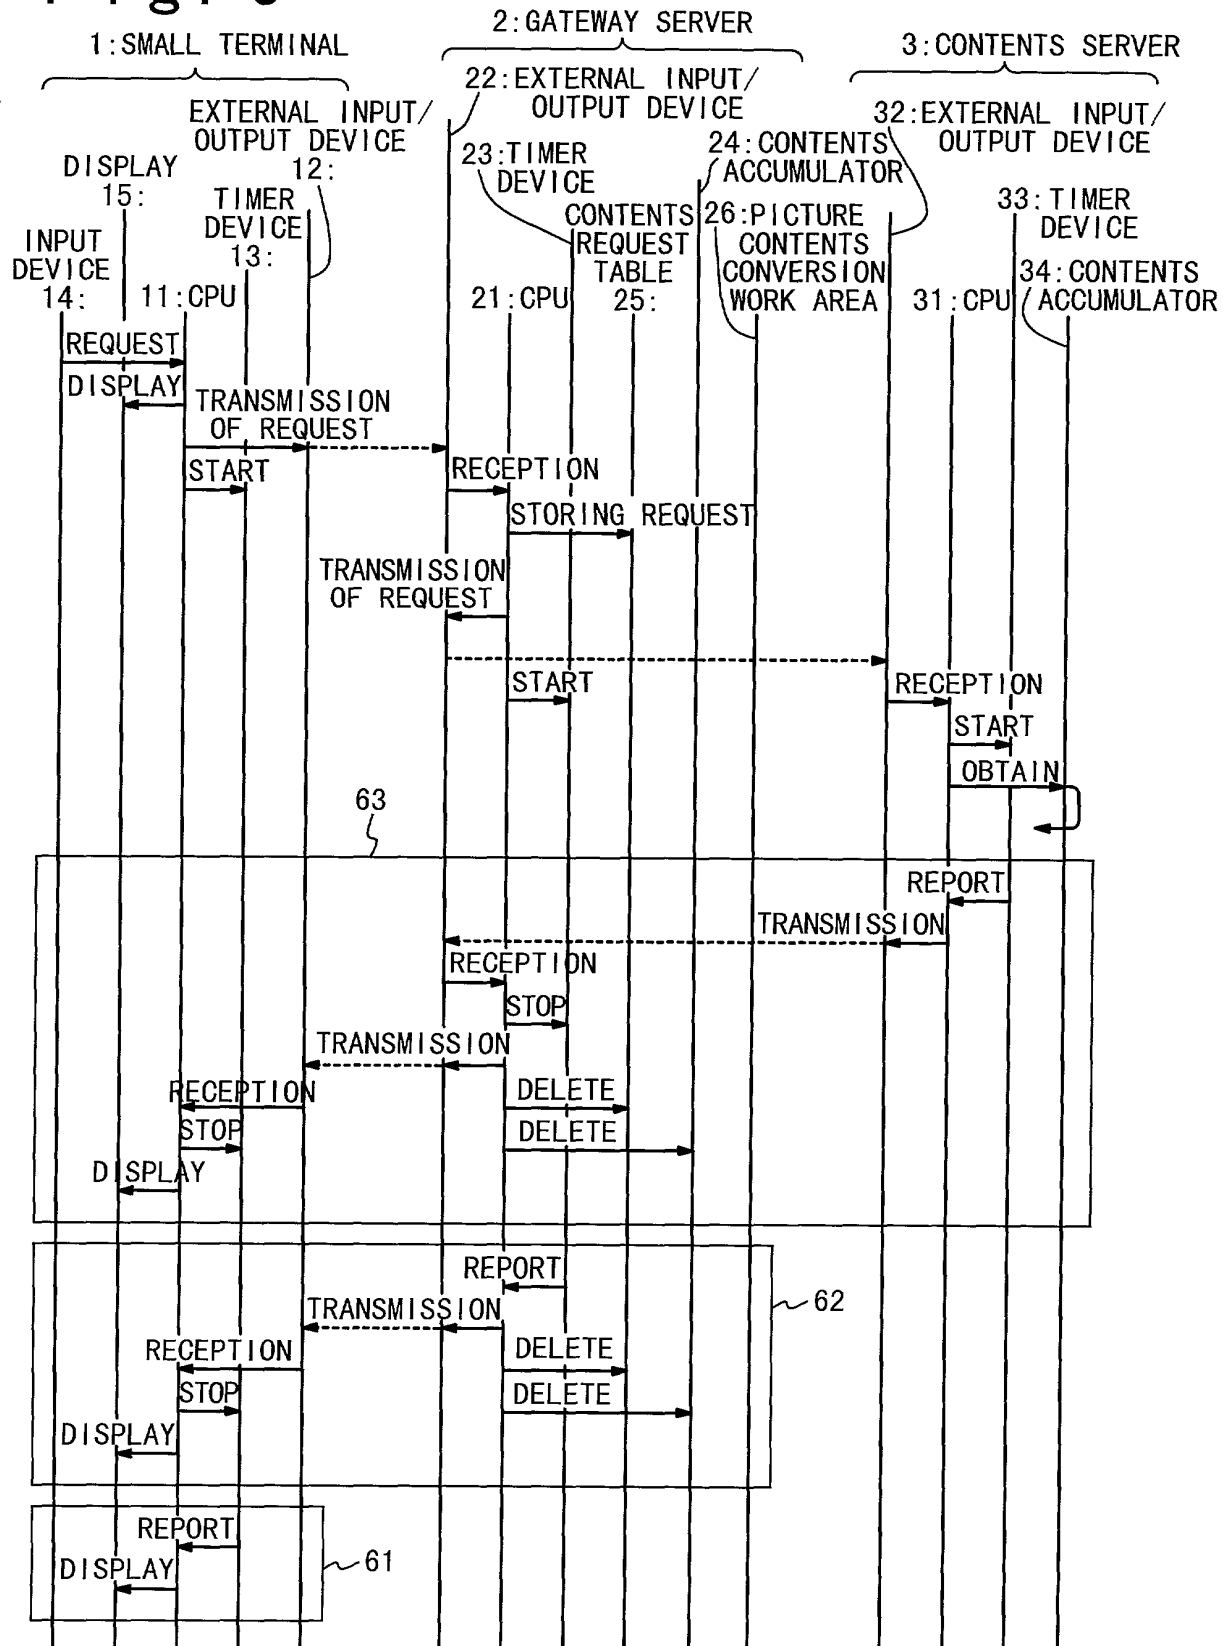 1:SMALL TERMINAL
2:GATEWAY SERVER
3:CONTENTS SERVER
EXTERNAL INPUT/
OUTPUT DEVICE
12:
22:EXTERNAL INPUT/
OUTPUT DEVICE
32:EXTERNAL INPUT/
OUTPUT DEVICE
DISPLAY
15:
TIMER
DEVICE
13:
23:TIMER
DEVICE
24:CONTENTS
ACCUMULATOR
33:TIMER
DEVICE
INPUT
DEVICE
14:
11:CPU
21:CPU
CONTENTS
REQUEST
TABLE
25:
26:PICTURE
CONTENTS
CONVERSION
WORK AREA
31:CPU
34:CONTENTS
ACCUMULATOR
REQUEST
DISPLAY
TRANSMISSION
OF REQUEST
START
RECEPTION
STORING REQUEST
TRANSMISSION
OF REQUEST
START
RECEPTION
START
OBTAIN
63
REPORT
TRANSMISSION
RECEPTION
STOP
TRANSMISSION
RECEPTION
DELETE
STOP
DELETE
DISPLAY
REPORT
62
TRANSMISSION
RECEPTION
DELETE
STOP
DELETE
DISPLAY
REPORT
61
DISPLAY